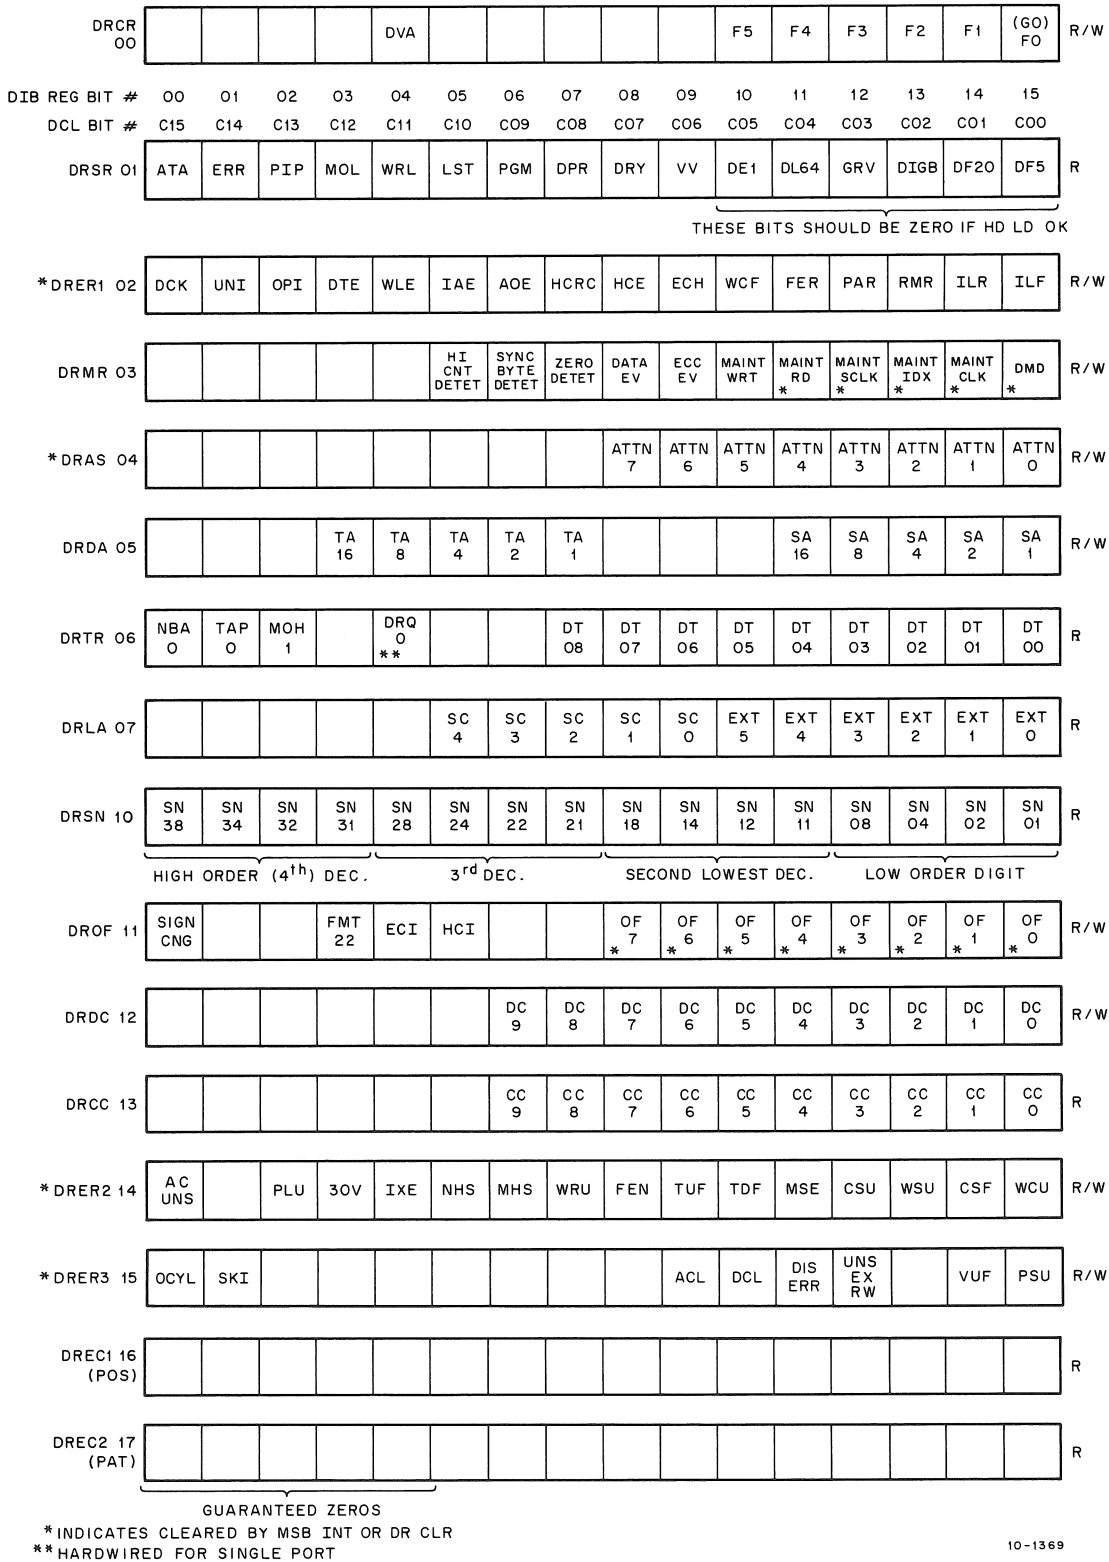 DRCR 00 DVA F5 F4 F3 F2 F1 (GO) F0 R/W
DIB REG BIT # 00 01 02 03 04 05 06 07 08 09 10 11 12 13 14 15
DCL BIT # C15 C14 C13 C12 C11 C10 C09 C08 C07 C06 C05 C04 C03 C02 C01 C00
DRSR 01 ATA ERR PIP MOL WRL LST PGM DPR DRY VV DE1 DL64 GRV DIGB DF20 DF5 R
THESE BITS SHOULD BE ZERO IF HD LD OK
*DRER1 02 DCK UNI OPI DTE WLE IAE AOE HCRC HCE ECH WCF FER PAR RMR ILR ILF R/W
DRMR 03 HI CNT DETET SYNC BYTE DETET ZERO DETET DATA EV ECC EV MAINT WRT MAINT RD * MAINT SCLK * MAINT IDX * MAINT CLK * DMD * R/W
*DRAS 04 ATTN 7 ATTN 6 ATTN 5 ATTN 4 ATTN 3 ATTN 2 ATTN 1 ATTN 0 R/W
DRDA 05 TA 16 TA 8 TA 4 TA 2 TA 1 SA 16 SA 8 SA 4 SA 2 SA 1 R/W
DRTR 06 NBA 0 TAP 0 MOH 1 DRQ 0 ** DT 08 DT 07 DT 06 DT 05 DT 04 DT 03 DT 02 DT 01 DT 00 R
DRLA 07 SC 4 SC 3 SC 2 SC 1 SC 0 EXT 5 EXT 4 EXT 3 EXT 2 EXT 1 EXT 0 R
DRSN 10 SN 38 SN 34 SN 32 SN 31 SN 28 SN 24 SN 22 SN 21 SN 18 SN 14 SN 12 SN 11 SN 08 SN 04 SN 02 SN 01 R
HIGH ORDER (4th) DEC. 3rd DEC. SECOND LOWEST DEC. LOW ORDER DIGIT
DROF 11 SIGN CNG FMT 22 ECI HCI OF 7 * OF 6 * OF 5 * OF 4 * OF 3 * OF 2 * OF 1 * OF 0 * R/W
DRDC 12 DC 9 DC 8 DC 7 DC 6 DC 5 DC 4 DC 3 DC 2 DC 1 DC 0 R/W
DRCC 13 CC 9 CC 8 CC 7 CC 6 CC 5 CC 4 CC 3 CC 2 CC 1 CC 0 R
*DRER2 14 AC UNS PLU 30V IXE NHS MHS WRU FEN TUF TDF MSE CSU WSU CSF WCU R/W
*DRER3 15 OCYL SKI ACL DCL DIS ERR UNS EX RW VUF PSU R/W
DREC1 16 (POS) R
DREC2 17 (PAT) R
GUARANTEED ZEROS
* INDICATES CLEARED BY MSB INT OR DR CLR
** HARDWIRED FOR SINGLE PORT
10-1369